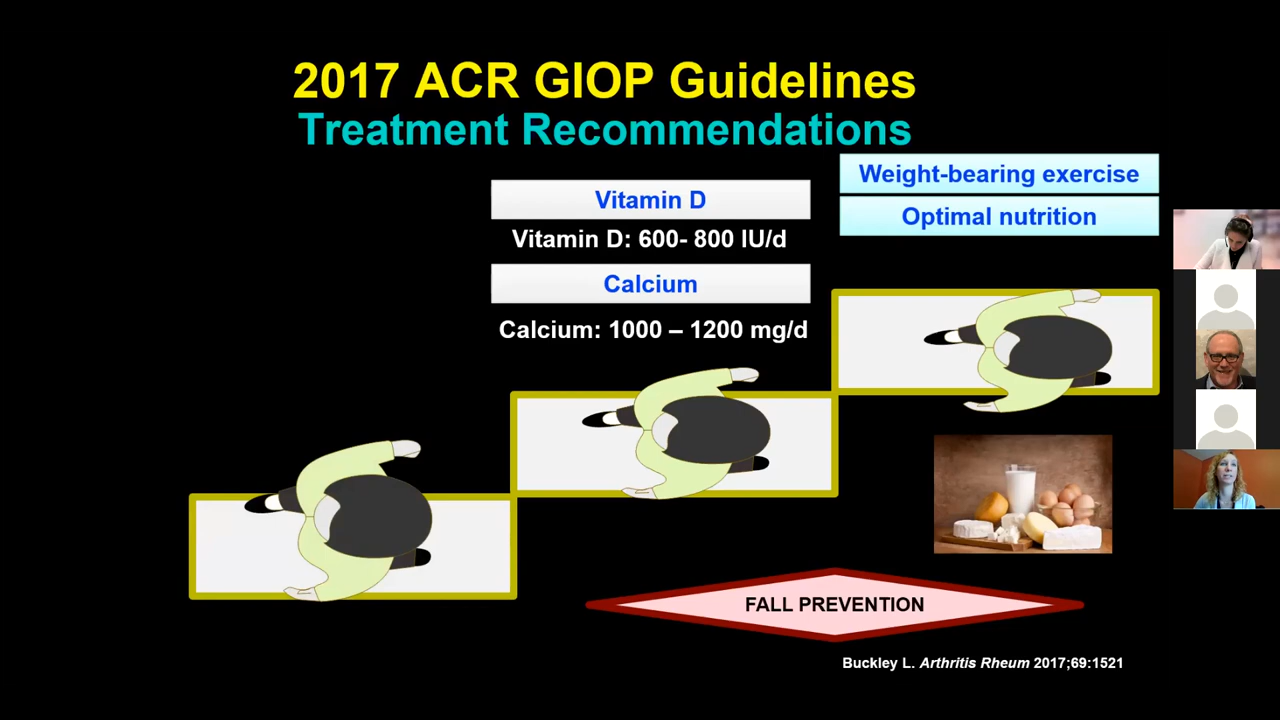 2017 ACR GIOP Guidelines
Treatment Recommendations
Weight-bearing exercise
Optimal nutrition
Vitamin D
Vitamin D: 600- 800 IU/d
Calcium
Calcium: 1000 – 1200 mg/d
FALL PREVENTION
Buckley L. Arthritis Rheum 2017;69:1521